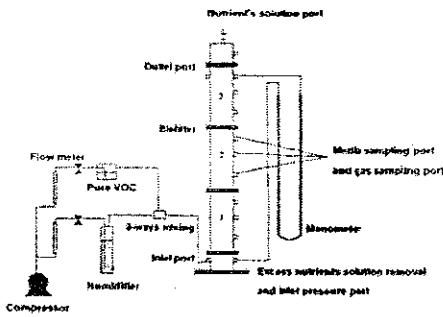 Nutrient's solution port
Outlet port
Biofilter
Flow meter
Media sampling port
and gas sampling port
Pure VOC
3-ways mixing
Manometer
Inlet port
Excess nutrients solution removal
and inlet pressure port
Humidifier
Compressor